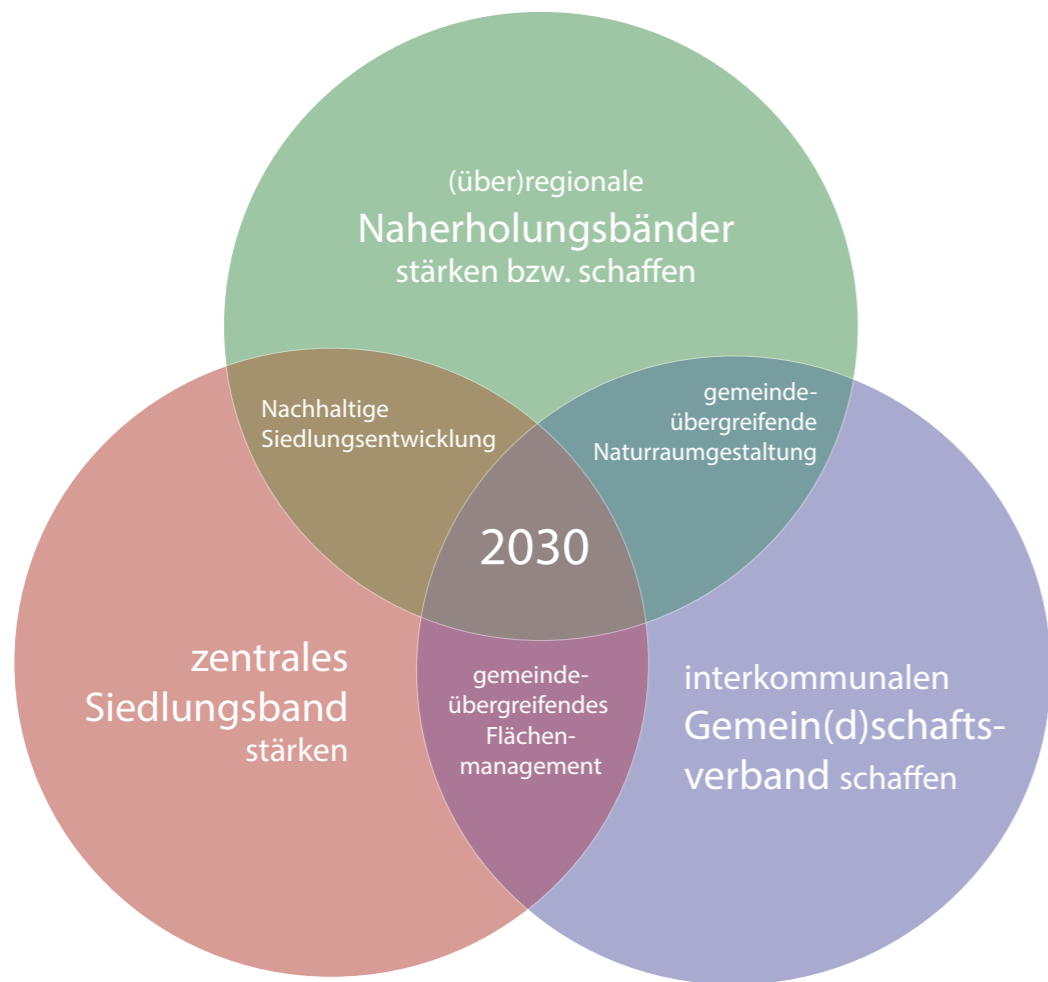 (über)regionale
Naherholungsbänder
stärken bzw. schaffen
Nachhaltige
Siedlungsentwicklung
gemeinde-
übergreifende
Naturraumgestaltung
2030
zentrales
Siedlungsband
stärken
gemeinde-
übergreifendes
Flächen-
management
interkommunalen
Gemein(d)schafts-
verband schaffen